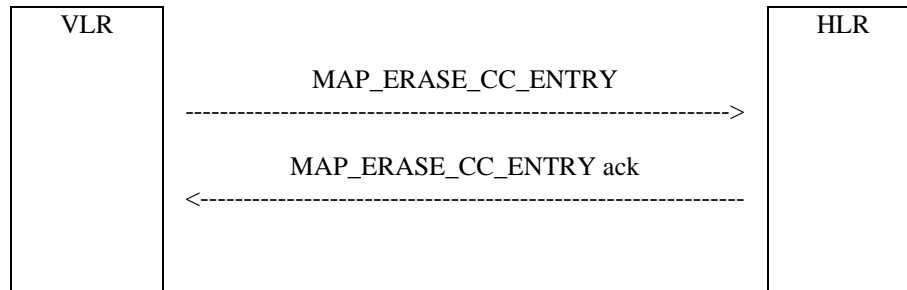 VLR HLR
MAP_ERASE_CC_ENTRY
MAP_ERASE_CC_ENTRY ack